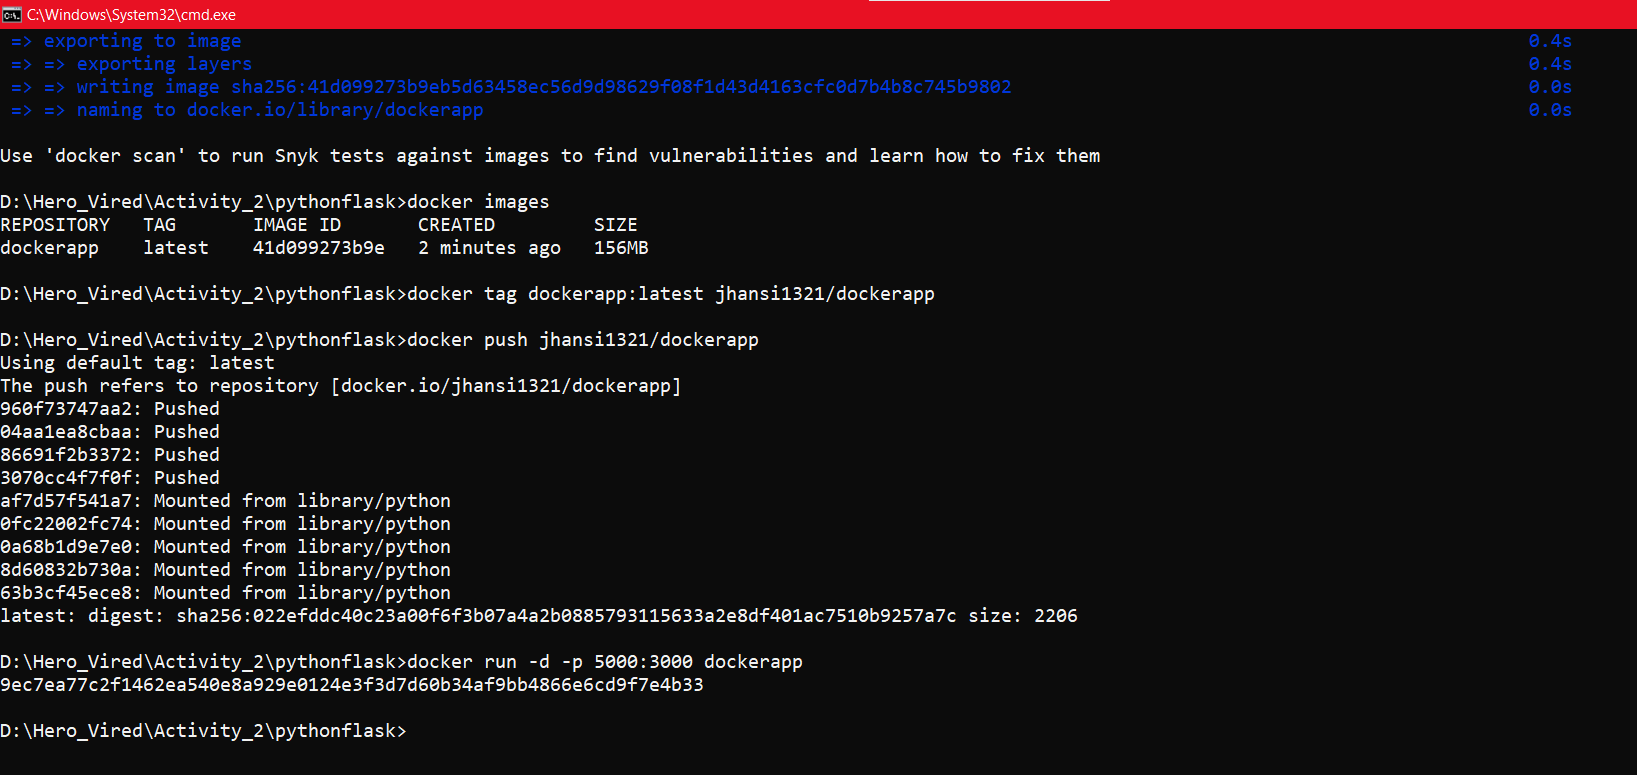 C:\Windows\System32\cmd.exe
=> exporting to image 0.4s
=> => exporting layers 0.4s
=> => writing image sha256:41d099273b9eb5d63458ec56d9d98629f08f1d43d4163cfc0d7b4b8c745b9802 0.0s
=> => naming to docker.io/library/dockerapp 0.0s
Use 'docker scan' to run Snyk tests against images to find vulnerabilities and learn how to fix them
D:\Hero_Vired\Activity_2\pythonflask>docker images
REPOSITORY TAG IMAGE ID CREATED SIZE
dockerapp latest 41d099273b9e 2 minutes ago 156MB
D:\Hero_Vired\Activity_2\pythonflask>docker tag dockerapp:latest jhansi1321/dockerapp
D:\Hero_Vired\Activity_2\pythonflask>docker push jhansi1321/dockerapp
Using default tag: latest
The push refers to repository [docker.io/jhansi1321/dockerapp]
960f73747aa2: Pushed
04aa1ea8cbaa: Pushed
86691f2b3372: Pushed
3070cc4f7f0f: Pushed
af7d57f541a7: Mounted from library/python
0fc22002fc74: Mounted from library/python
0a68b1d9e7e0: Mounted from library/python
8d60832b730a: Mounted from library/python
63b3cf45ece8: Mounted from library/python
latest: digest: sha256:022efddc40c23a00f6f3b07a4a2b0885793115633a2e8df401ac7510b9257a7c size: 2206
D:\Hero_Vired\Activity_2\pythonflask>docker run -d -p 5000:3000 dockerapp
9ec7ea77c2f1462ea540e8a929e0124e3f3d7d60b34af9bb4866e6cd9f7e4b33
D:\Hero_Vired\Activity_2\pythonflask>